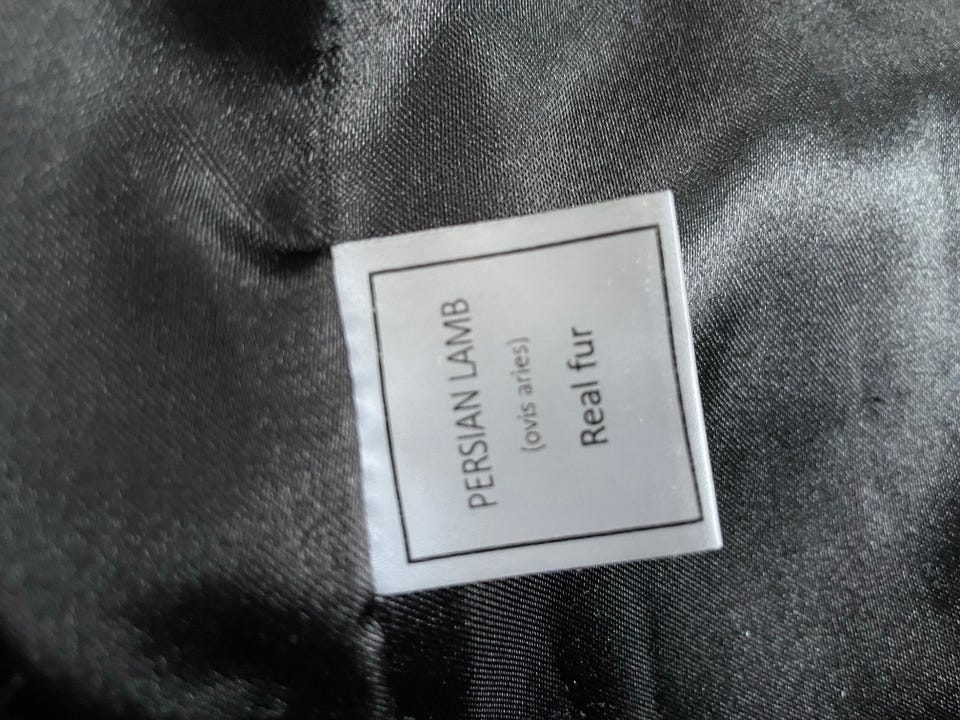 PERSIAN LAMB
(ovis aries)
Real fur